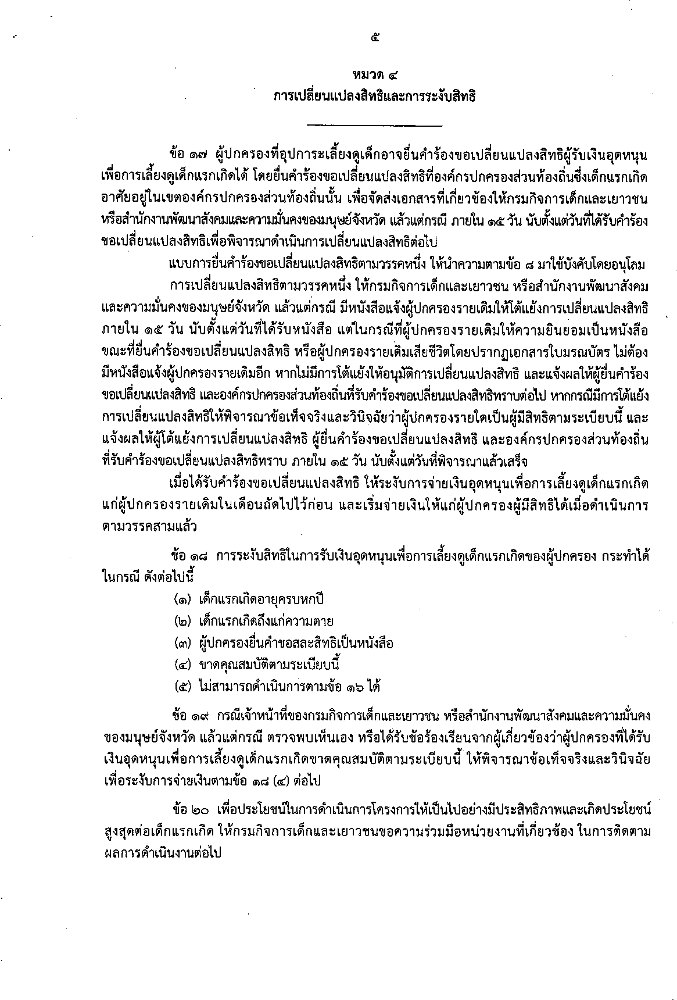 ๕
หมวด ๔
การเปลี่ยนแปลงสิทธิและการระงับสิทธิ
ข้อ ๑๗ ผู้ปกครองที่อุปการะเลี้ยงดูเด็กอาจยื่นคำร้องขอเปลี่ยนแปลงสิทธิผู้รับเงินอุดหนุน
เพื่อการเลี้ยงดูเด็กแรกเกิดได้ โดยยื่นคำร้องขอเปลี่ยนแปลงสิทธิที่องค์กรปกครองส่วนท้องถิ่นซึ่งเด็กแรกเกิด
อาศัยอยู่ในเขตองค์กรปกครองส่วนท้องถิ่นนั้น เพื่อจัดส่งเอกสารที่เกี่ยวข้องให้กรมกิจการเด็กและเยาวชน
หรือสำนักงานพัฒนาสังคมและความมั่นคงของมนุษย์จังหวัด แล้วแต่กรณี ภายใน ๑๕ วัน นับตั้งแต่วันที่ได้รับคำร้อง
ขอเปลี่ยนแปลงสิทธิเพื่อพิจารณาดำเนินการเปลี่ยนแปลงสิทธิต่อไป
แบบการยื่นคำร้องขอเปลี่ยนแปลงสิทธิตามวรรคหนึ่ง ให้นำความตามข้อ ๘ มาใช้บังคับโดยอนุโลม
การเปลี่ยนแปลงสิทธิตามวรรคหนึ่ง ให้กรมกิจการเด็กและเยาวชน หรือสำนักงานพัฒนาสังคม
และความมั่นคงของมนุษย์จังหวัด แล้วแต่กรณี มีหนังสือแจ้งผู้ปกครองรายเดิมให้โต้แย้งการเปลี่ยนแปลงสิทธิ
ภายใน ๑๕ วัน นับตั้งแต่วันที่ได้รับหนังสือ แต่ในกรณีที่ผู้ปกครองรายเดิมให้ความยินยอมเป็นหนังสือ
ขณะที่ยื่นคำร้องขอเปลี่ยนแปลงสิทธิ หรือผู้ปกครองรายเดิมเสียชีวิตโดยปรากฏเอกสารใบมรณบัตร ไม่ต้อง
มีหนังสือแจ้งผู้ปกครองรายเดิมอีก หากไม่มีการโต้แย้งให้อนุมัติการเปลี่ยนแปลงสิทธิ และแจ้งผลให้ผู้ยื่นคำร้อง
ขอเปลี่ยนแปลงสิทธิ และองค์กรปกครองส่วนท้องถิ่นที่รับคำร้องขอเปลี่ยนแปลงสิทธิทราบต่อไป หากกรณีมีการโต้แย้ง
การเปลี่ยนแปลงสิทธิให้พิจารณาข้อเท็จจริงและวินิจฉัยว่าผู้ปกครองรายใดเป็นผู้มีสิทธิตามระเบียบนี้ และ
แจ้งผลให้ผู้โต้แย้งการเปลี่ยนแปลงสิทธิ ผู้ยื่นคำร้องขอเปลี่ยนแปลงสิทธิ และองค์กรปกครองส่วนท้องถิ่น
ที่รับคำร้องขอเปลี่ยนแปลงสิทธิทราบ ภายใน ๑๕ วัน นับตั้งแต่วันที่พิจารณาแล้วเสร็จ
เมื่อได้รับคำร้องขอเปลี่ยนแปลงสิทธิ ให้ระงับการจ่ายเงินอุดหนุนเพื่อการเลี้ยงดูเด็กแรกเกิด
แก่ผู้ปกครองรายเดิมในเดือนถัดไปไว้ก่อน และเริ่มจ่ายเงินให้แก่ผู้ปกครองผู้มีสิทธิได้เมื่อดำเนินการ
ตามวรรคสามแล้ว
ข้อ ๑๘ การระงับสิทธิในการรับเงินอุดหนุนเพื่อการเลี้ยงดูเด็กแรกเกิดของผู้ปกครอง กระทำได้
ในกรณี ดังต่อไปนี้
(๑) เด็กแรกเกิดอายุครบหกปี
(๒) เด็กแรกเกิดถึงแก่ความตาย
(๓) ผู้ปกครองยื่นคำขอสละสิทธิเป็นหนังสือ
(๔) ขาดคุณสมบัติตามระเบียบนี้
(๕) ไม่สามารถดำเนินการตามข้อ ๑๖ ได้
ข้อ ๑๙ กรณีเจ้าหน้าที่ของกรมกิจการเด็กและเยาวชน หรือสำนักงานพัฒนาสังคมและความมั่นคง
ของมนุษย์จังหวัด แล้วแต่กรณี ตรวจพบเห็นเอง หรือได้รับข้อร้องเรียนจากผู้เกี่ยวข้องว่าผู้ปกครองที่ได้รับ
เงินอุดหนุนเพื่อการเลี้ยงดูเด็กแรกเกิดขาดคุณสมบัติตามระเบียบนี้ ให้พิจารณาข้อเท็จจริงและวินิจฉัย
เพื่อระงับการจ่ายเงินตามข้อ ๑๘ (๔) ต่อไป
ข้อ ๒๐ เพื่อประโยชน์ในการดำเนินการโครงการให้เป็นไปอย่างมีประสิทธิภาพและเกิดประโยชน์
สูงสุดต่อเด็กแรกเกิด ให้กรมกิจการเด็กและเยาวชนขอความร่วมมือหน่วยงานที่เกี่ยวข้อง ในการติดตาม
ผลการดำเนินงานต่อไป